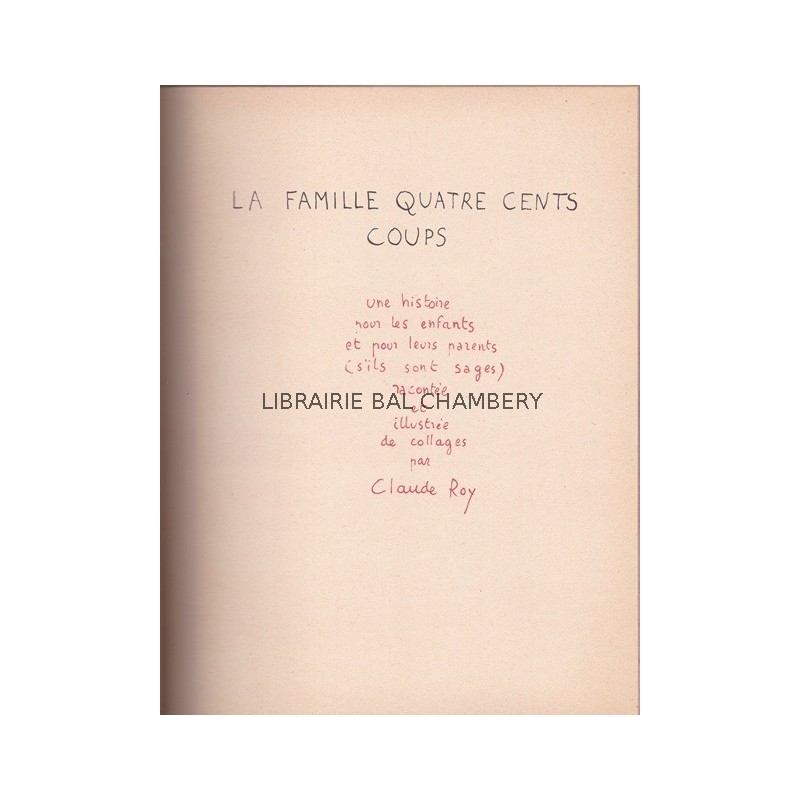 LA FAMILLE QUATRE CENTS
COUPS
une histoire
pour les enfants
et pour leurs parents
(s'ils sont sages)
racontée
LIBRAIRIE BAL CHAMBERY
et
illustrée
de collages
par
Claude Roy